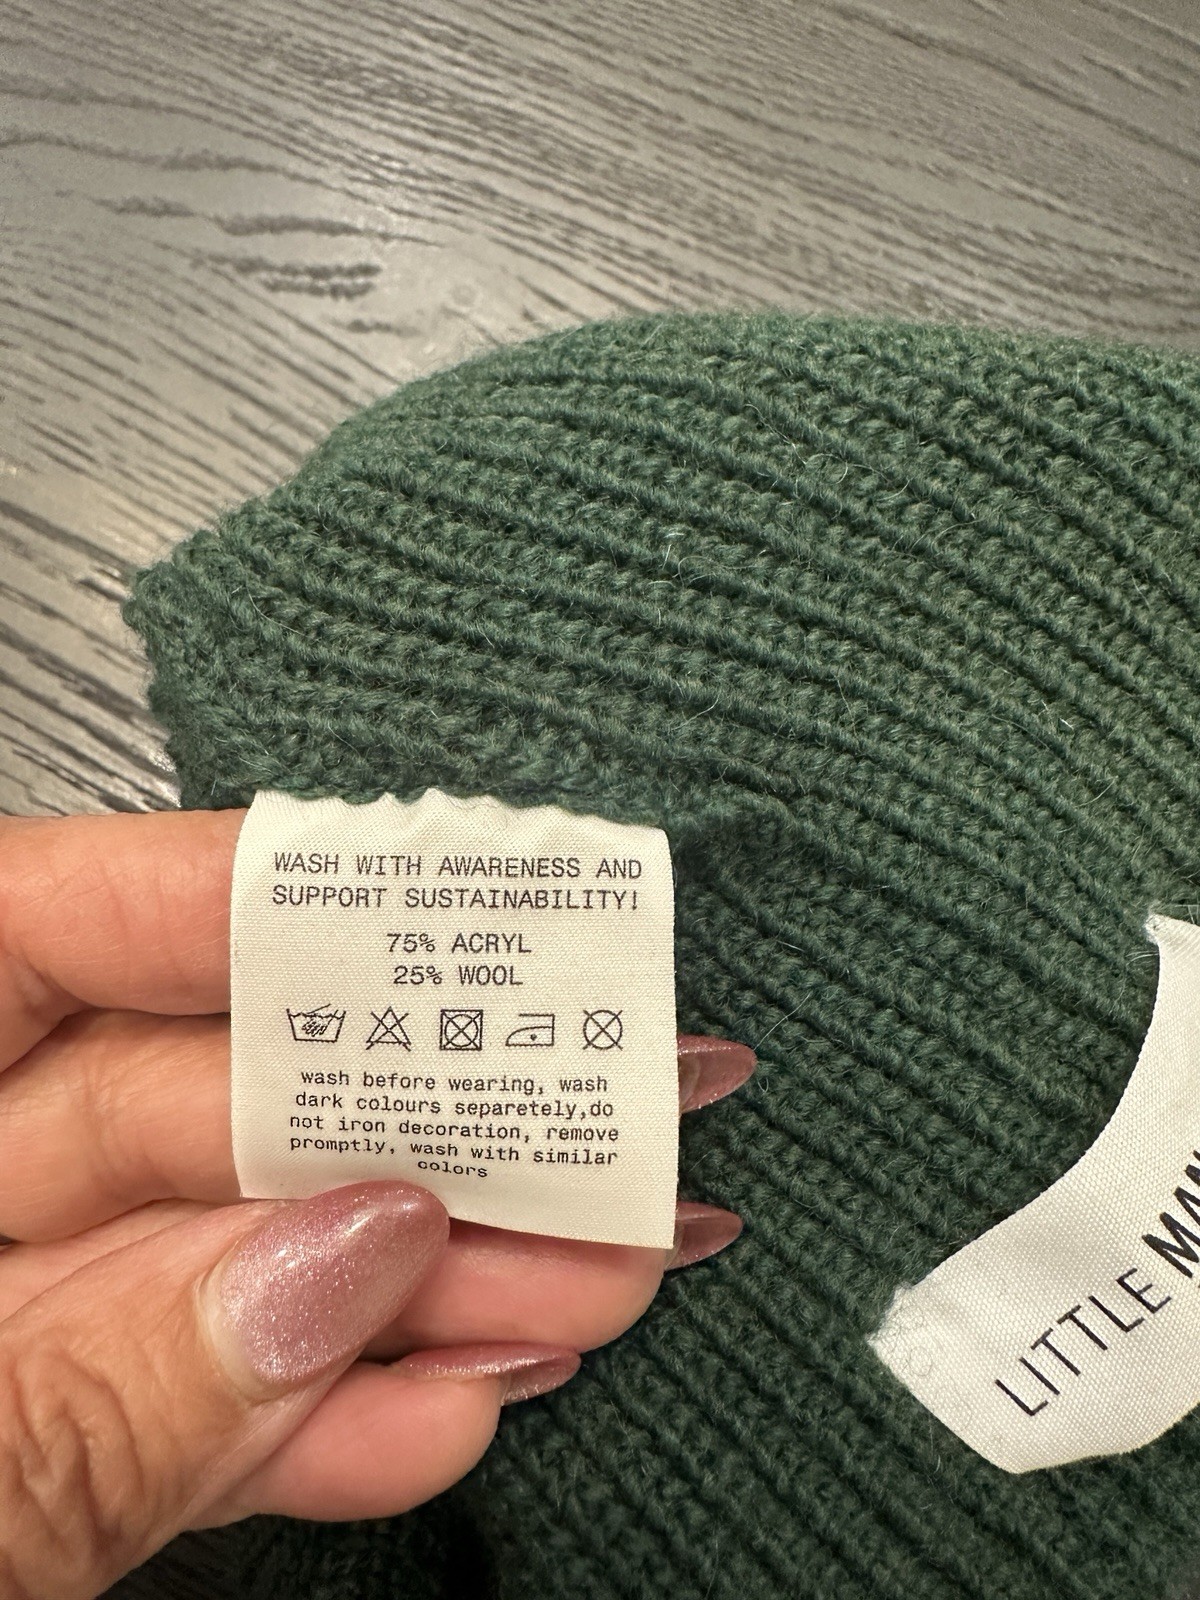 WASH WITH AWARENESS AND
SUPPORT SUSTAINABILITY!
75% ACRYL
25% WOOL
wash before wearing, wash
dark colours separetely,do
not iron decoration, remove
promptly, wash with similar
colors
LITTLE